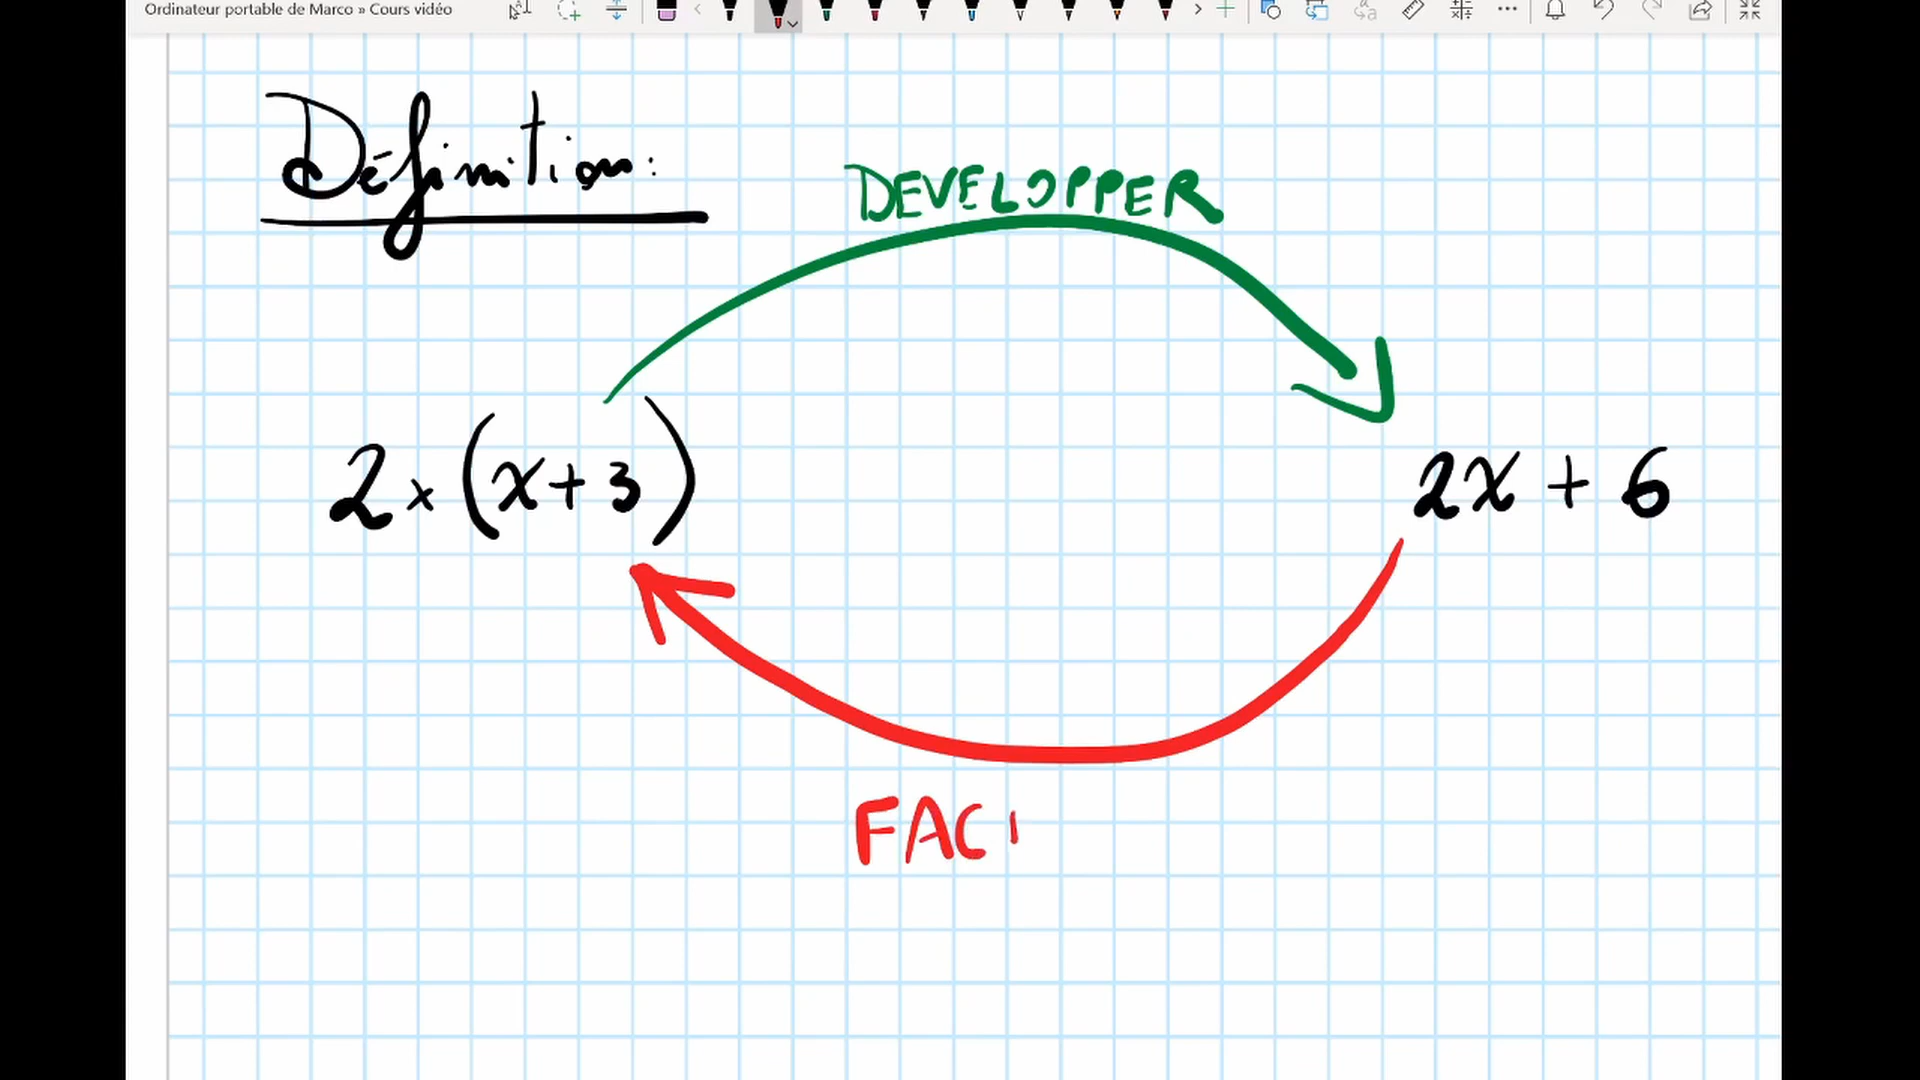 Ordinateur portable de Marco » Cours vidéo
Définition:
DEVELOPPER
2 × (x + 3)
2x + 6
FAC